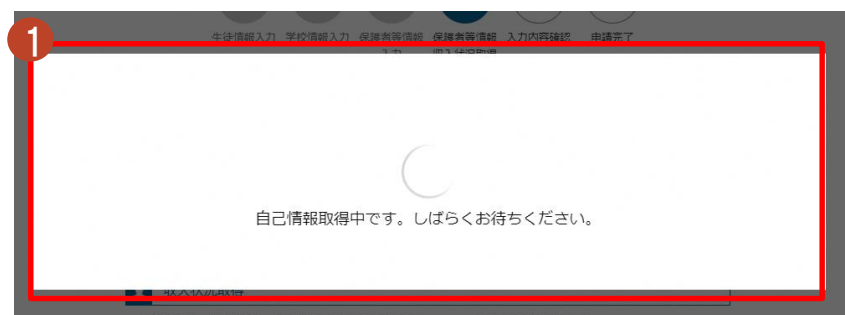 1
生徒情報入力 学校情報入力 保護者等情報 保護者等情報 入力内容確認 申請完了
入力 収入状況取得
自己情報取得中です。しばらくお待ちください。
収入状況取得